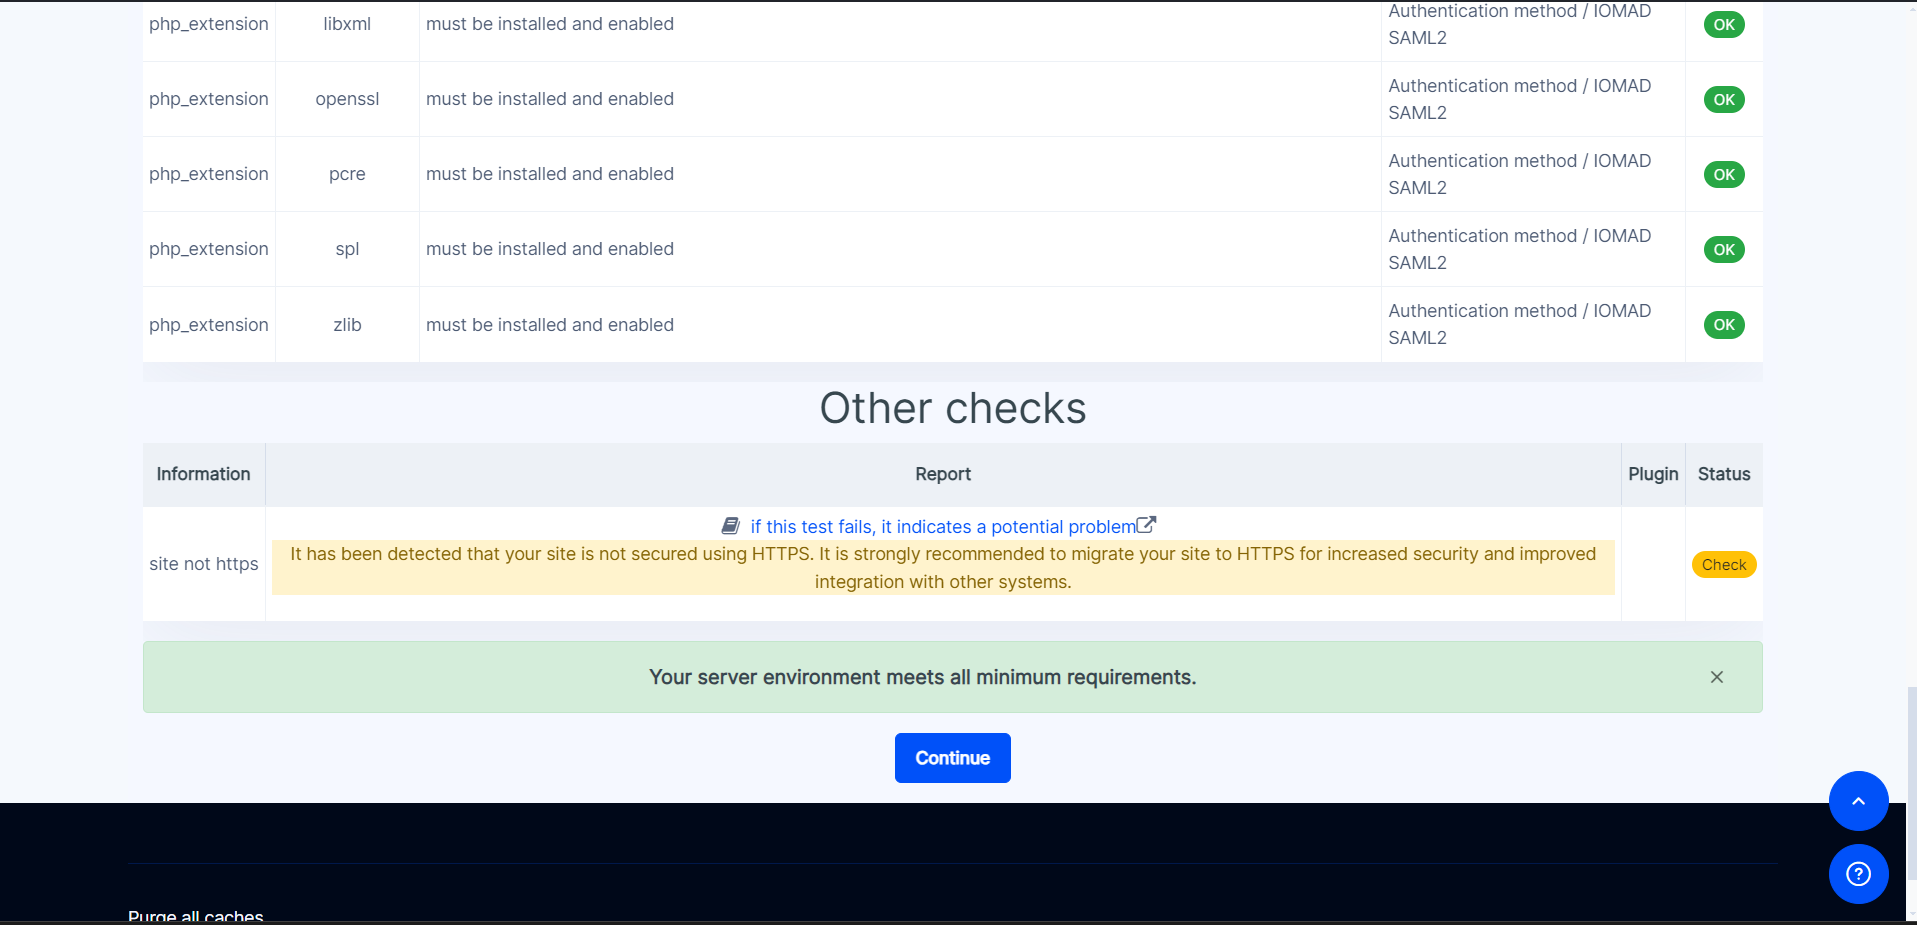 php_extension libxml must be installed and enabled Authentication method / IOMAD
SAML2 OK
php_extension openssl must be installed and enabled Authentication method / IOMAD
SAML2 OK
php_extension pcre must be installed and enabled Authentication method / IOMAD
SAML2 OK
php_extension spl must be installed and enabled Authentication method / IOMAD
SAML2 OK
php_extension zlib must be installed and enabled Authentication method / IOMAD
SAML2 OK
Other checks
Information Report Plugin Status
if this test fails, it indicates a potential problem
site not https It has been detected that your site is not secured using HTTPS. It is strongly recommended to migrate your site to HTTPS for increased security and improved
integration with other systems. Check
Your server environment meets all minimum requirements.
Continue
Purge all caches